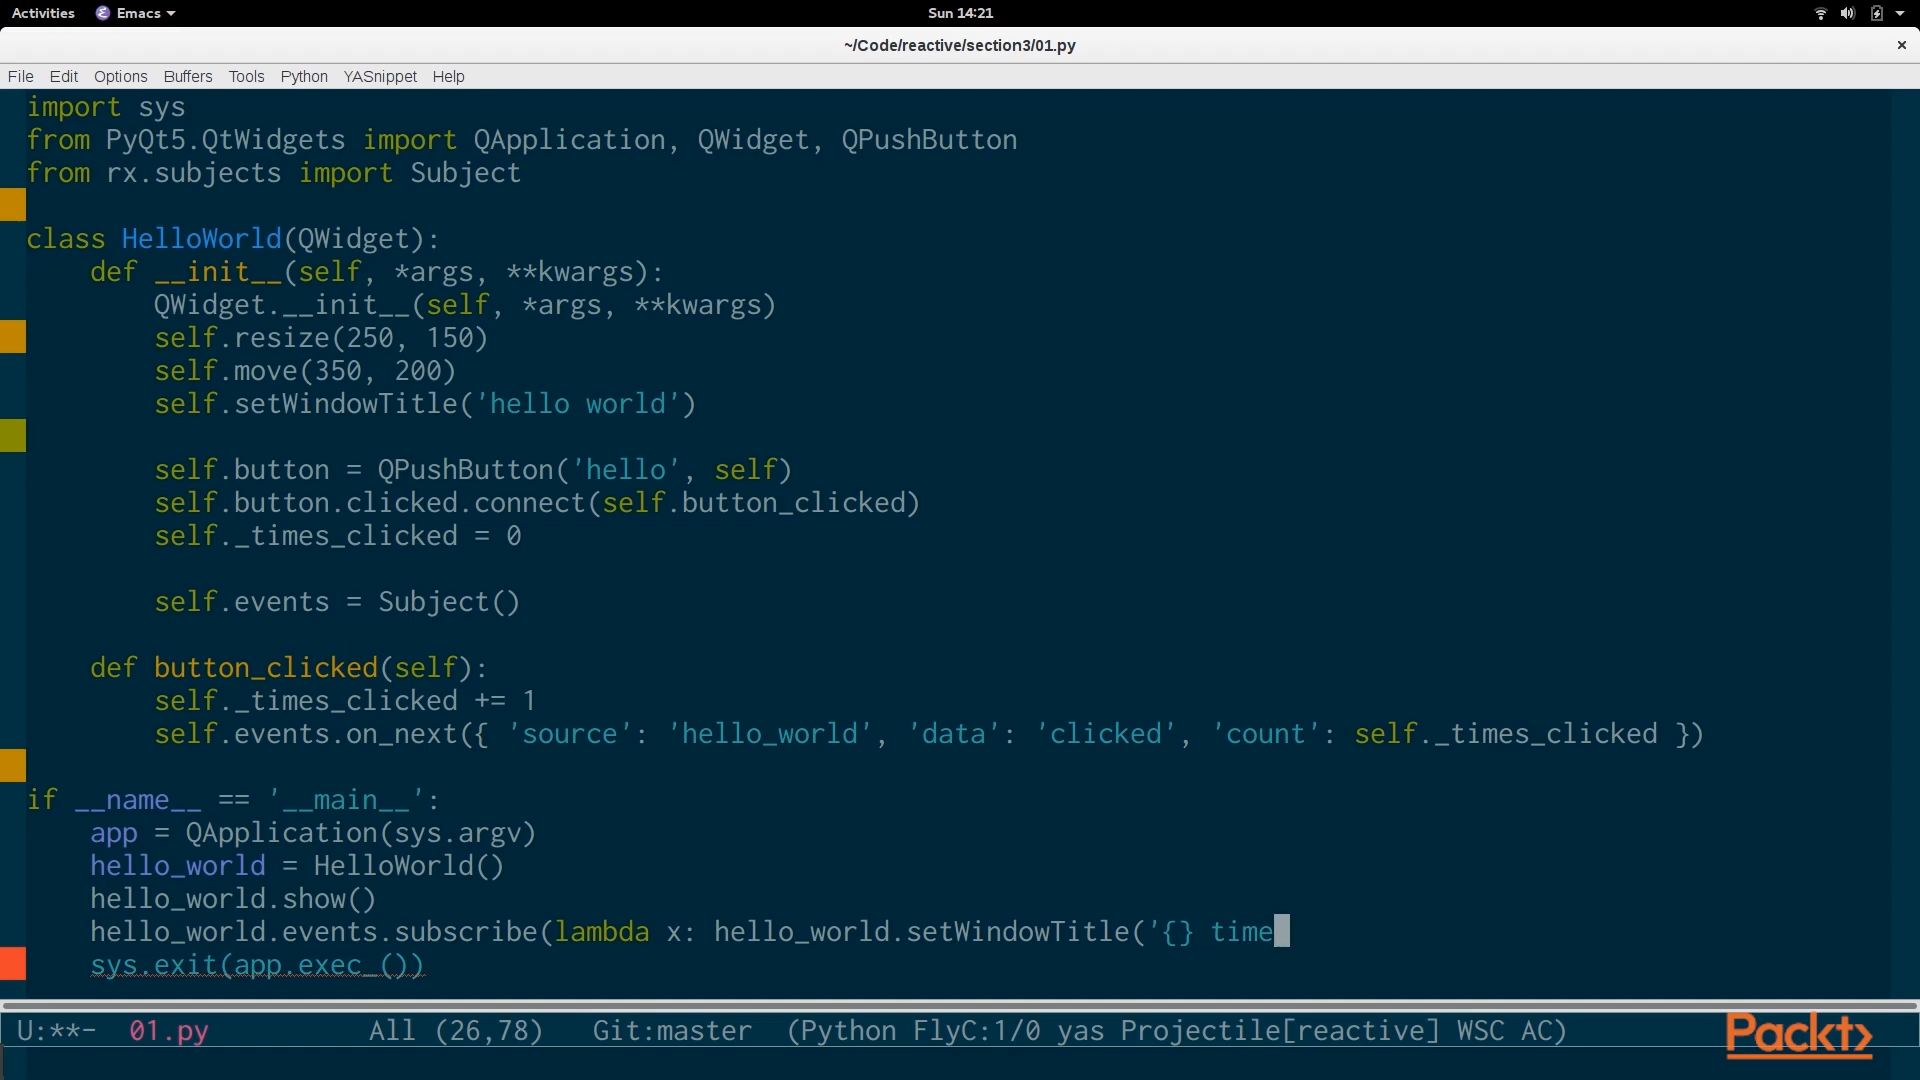 Activities Emacs Sun 14:21
~/Code/reactive/section3/01.py ×
File Edit Options Buffers Tools Python YASnippet Help
import sys
from PyQt5.QtWidgets import QApplication, QWidget, QPushButton
from rx.subjects import Subject
class HelloWorld(QWidget):
def __init__(self, *args, **kwargs):
QWidget.__init__(self, *args, **kwargs)
self.resize(250, 150)
self.move(350, 200)
self.setWindowTitle('hello world')
self.button = QPushButton('hello', self)
self.button.clicked.connect(self.button_clicked)
self._times_clicked = 0
self.events = Subject()
def button_clicked(self):
self._times_clicked += 1
self.events.on_next({ 'source': 'hello_world', 'data': 'clicked', 'count': self._times_clicked })
if __name__ == '__main__':
app = QApplication(sys.argv)
hello_world = HelloWorld()
hello_world.show()
hello_world.events.subscribe(lambda x: hello_world.setWindowTitle('{} time
sys.exit(app.exec_())
U:**- 01.py All (26,78) Git:master (Python FlyC:1/0 yas Projectile[reactive] WSC AC)
Packt>